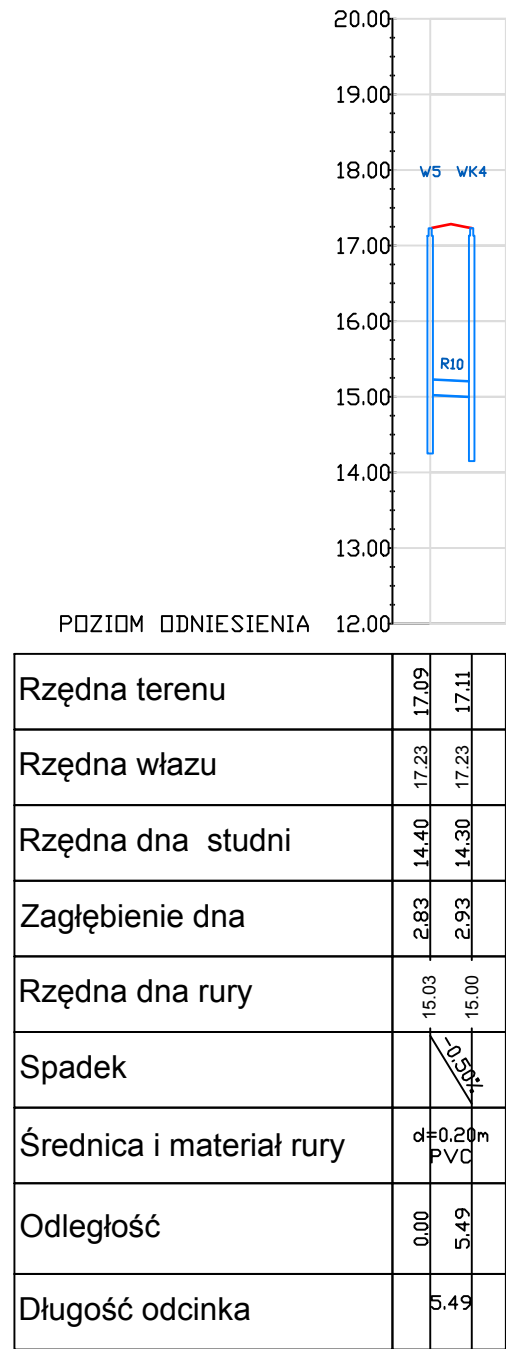 20.00
19.00
18.00
W5 WK4
17.00
16.00
R10
15.00
14.00
13.00
POZIOM ODNIESIENIA 12.00
Rzędna terenu 17.09 17.11
Rzędna włazu 17.23 17.23
Rzędna dna studni 14.40 14.30
Zagłębienie dna 2.83 2.93
Rzędna dna rury 15.03 15.00
Spadek -0.50%
Średnica i materiał rury d=0.20m
PVC
Odległość 0.00 5.49
Długość odcinka 5.49